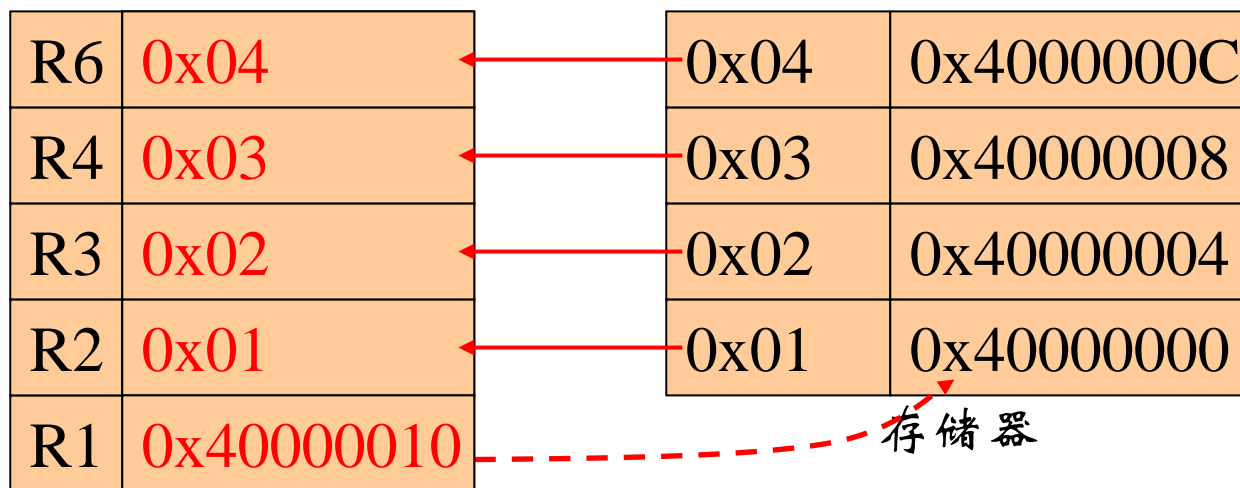 R6 0x04 0x04 0x4000000C
R4 0x03 0x03 0x40000008
R3 0x02 0x02 0x40000004
R2 0x01 0x01 0x40000000
R1 0x40000010
存储器